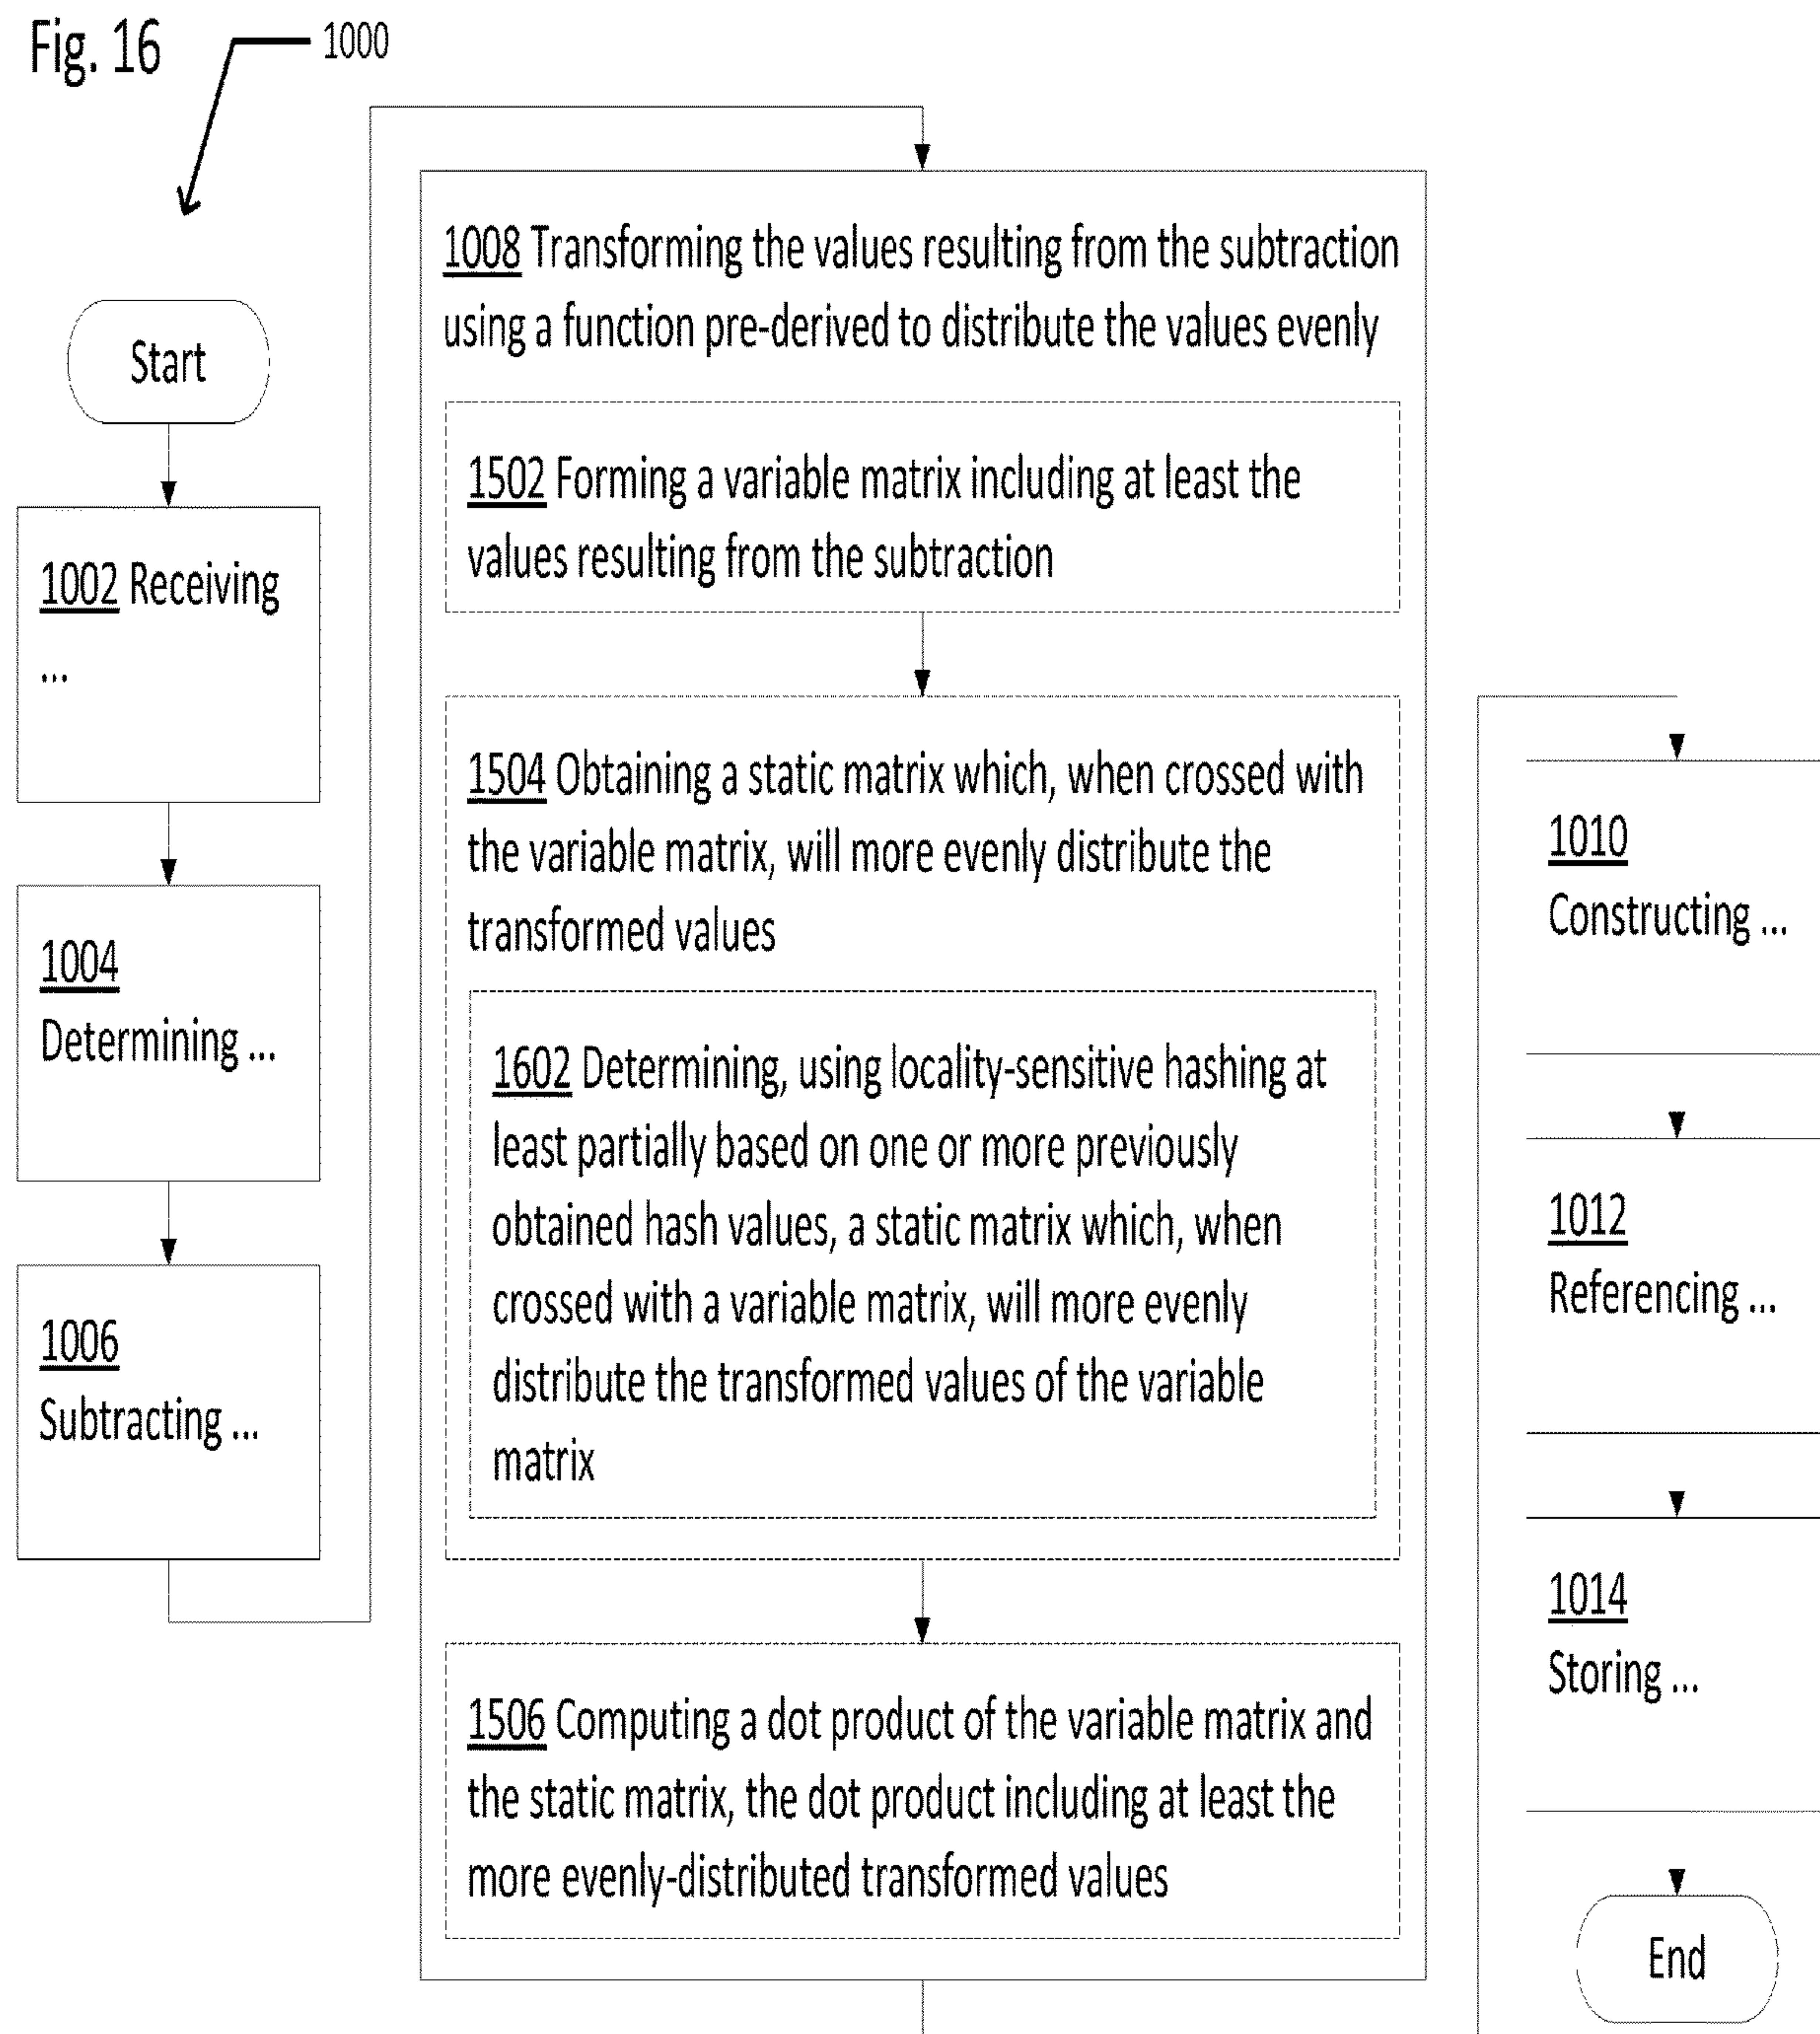 Fig. 16
1000
Start
1002 Receiving
...
1004
Determining ...
1006
Subtracting ...
1008 Transforming the values resulting from the subtraction
using a function pre-derived to distribute the values evenly
1502 Forming a variable matrix including at least the
values resulting from the subtraction
1504 Obtaining a static matrix which, when crossed with
the variable matrix, will more evenly distribute the
transformed values
1602 Determining, using locality-sensitive hashing at
least partially based on one or more previously
obtained hash values, a static matrix which, when
crossed with a variable matrix, will more evenly
distribute the transformed values of the variable
matrix
1506 Computing a dot product of the variable matrix and
the static matrix, the dot product including at least the
more evenly-distributed transformed values
1010
Constructing ...
1012
Referencing ...
1014
Storing ...
End